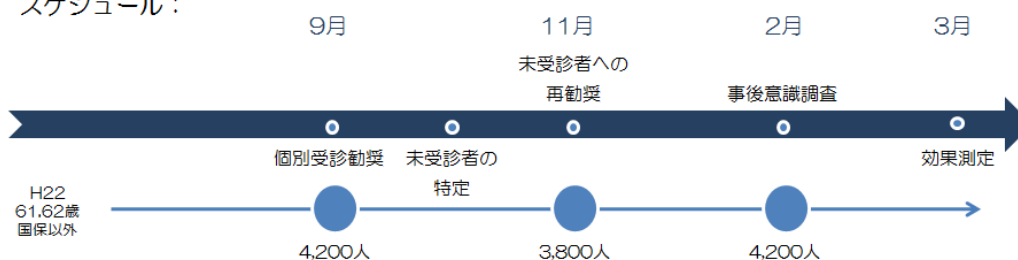 スケジュール：
9月
11月
2月
3月
未受診者への
再勧奨
事後意識調査
個別受診勧奨
未受診者の
特定
効果測定
H22
61.62歳
国保以外
4,200人
3,800人
4,200人